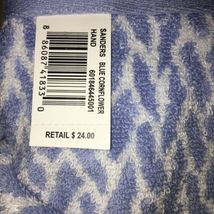 SANDERS
BLUE CORNFLOWER
HAND
601846445001
8 86087 41833 0
RETAIL $ 24.00